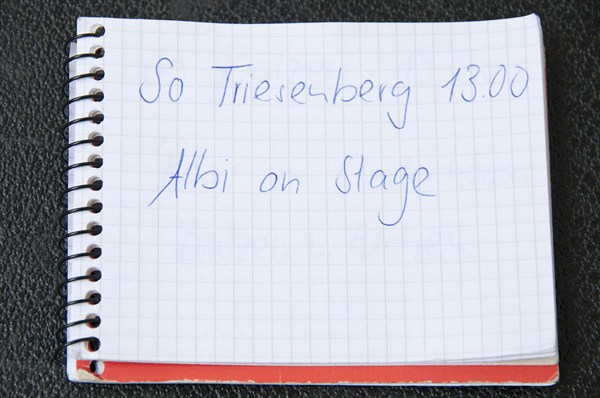 So Triesenberg 13.00
Albi on Stage